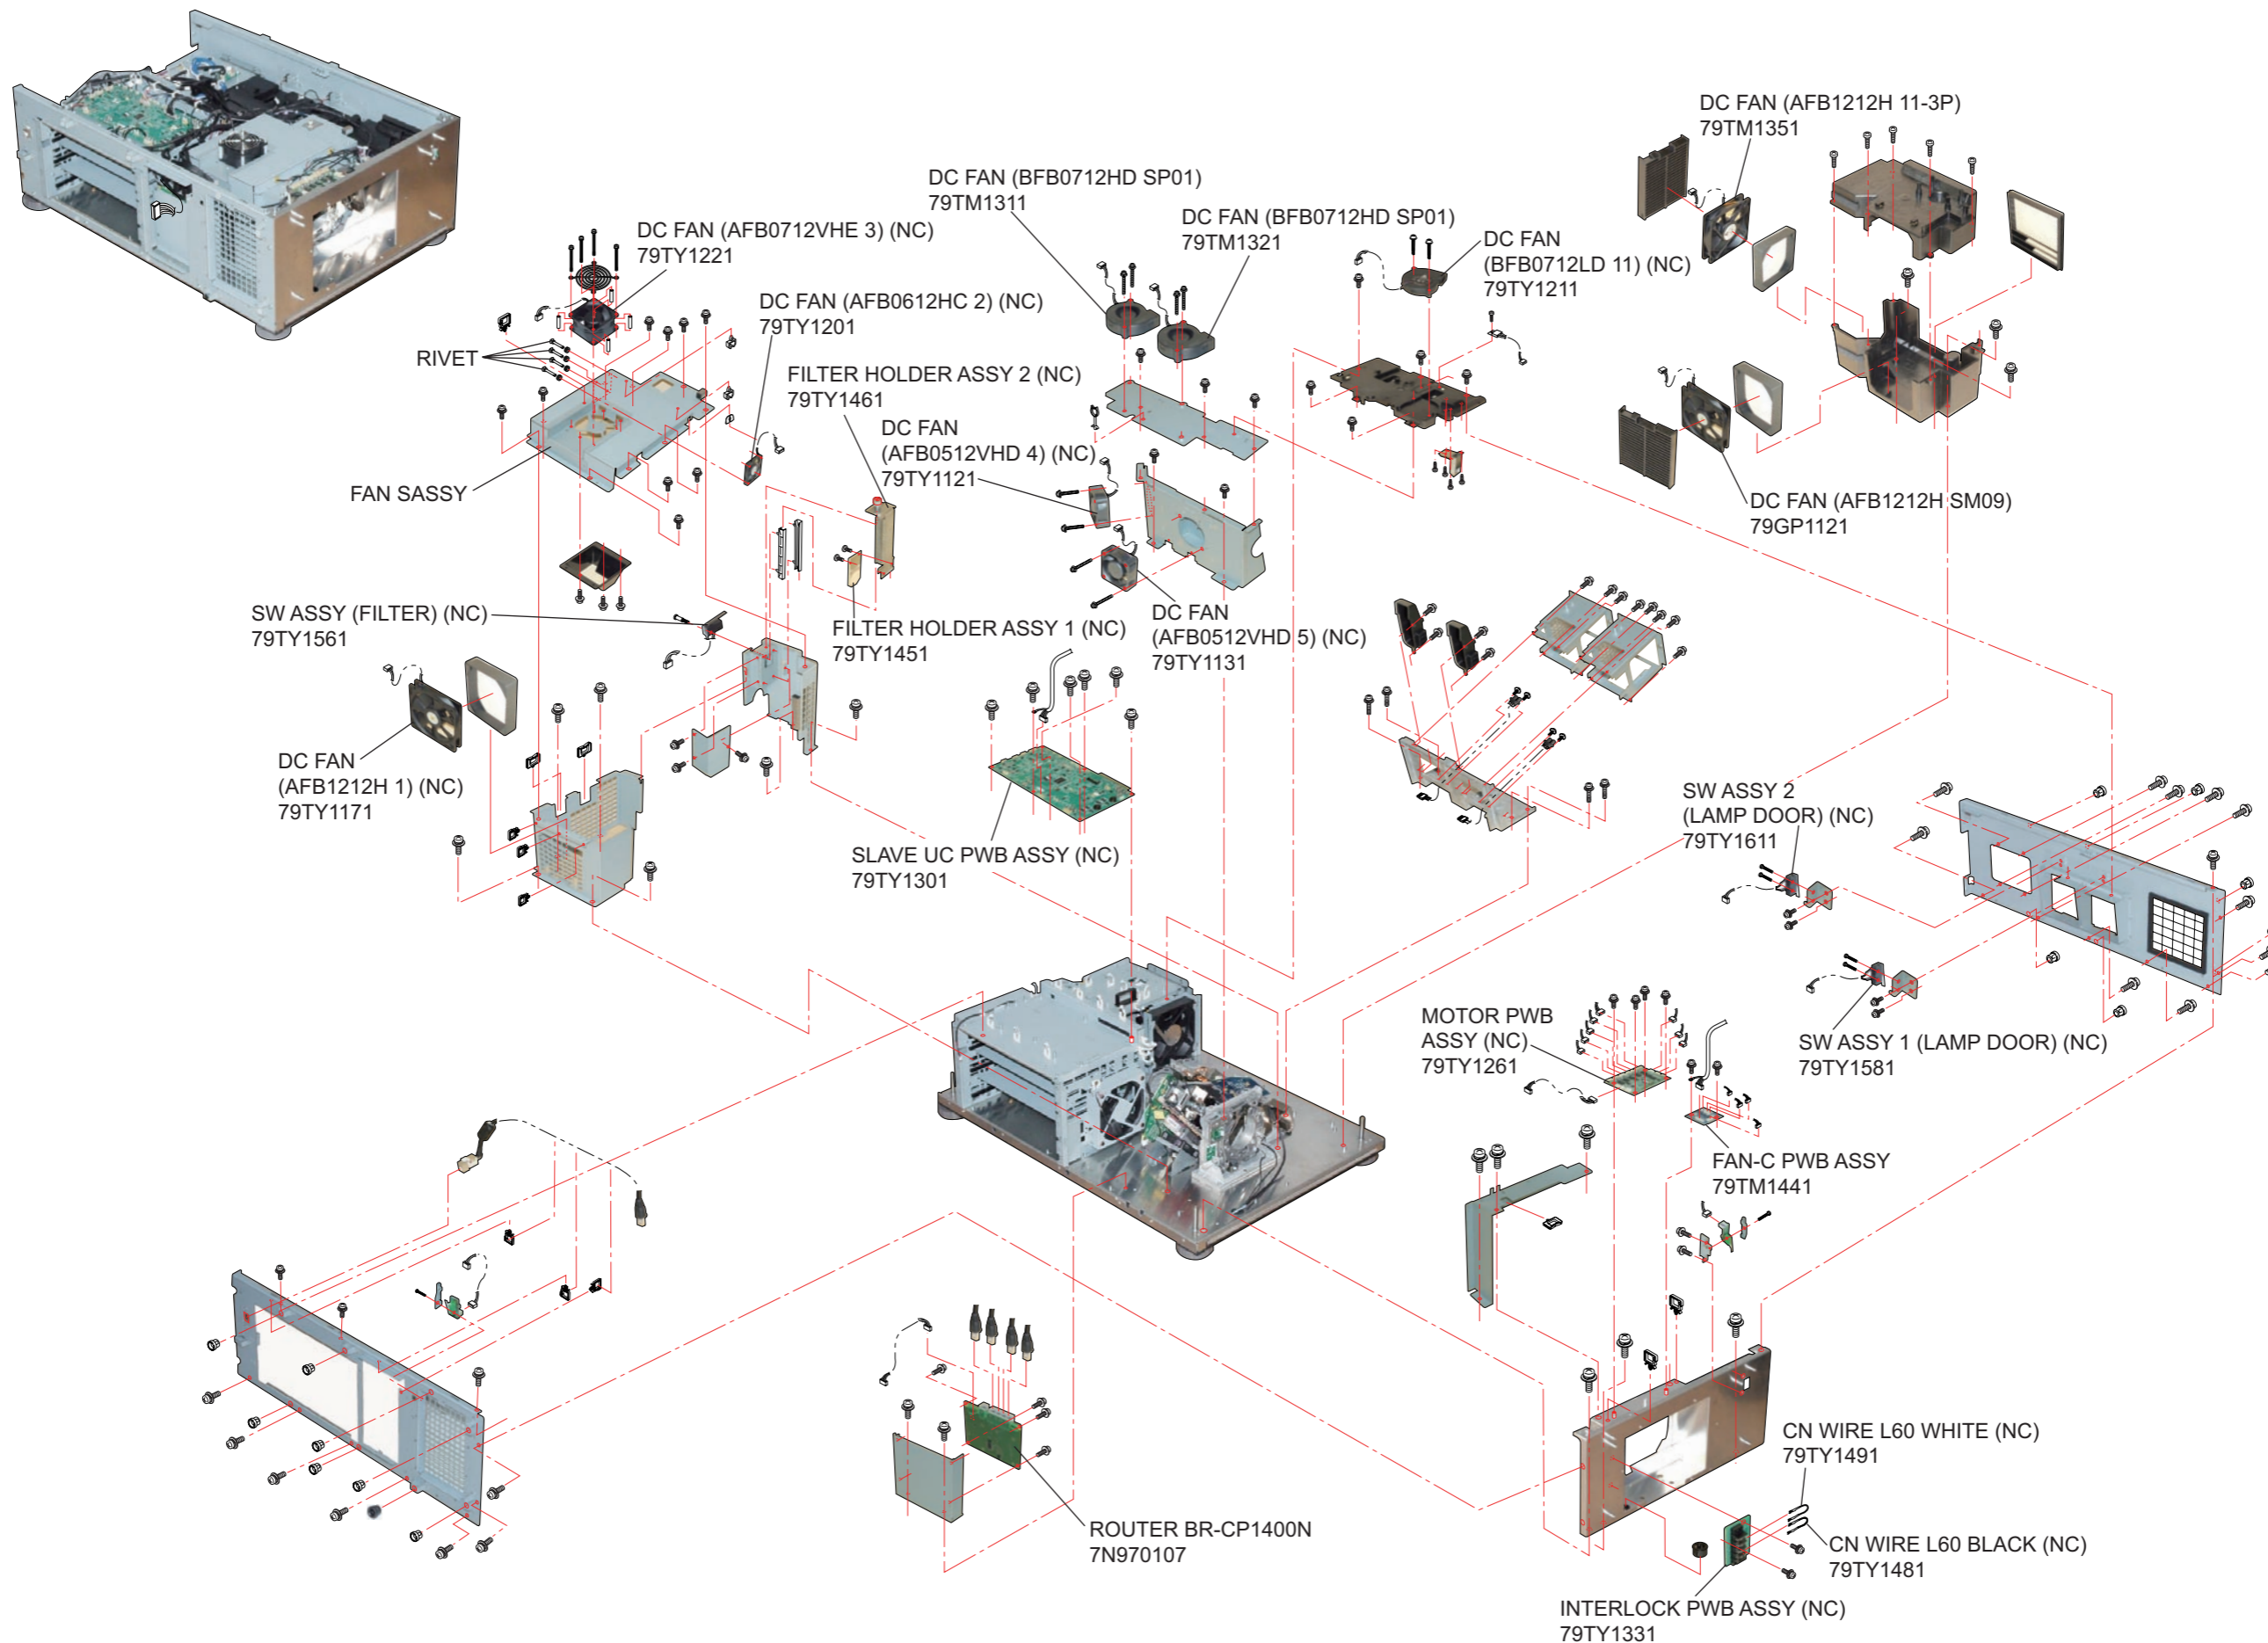 DC FAN (AFB1212H 11-3P)
79TM1351
DC FAN (BFB0712HD SP01)
79TM1311
DC FAN (BFB0712HD SP01)
79TM1321
DC FAN (AFB0712VHE 3) (NC)
79TY1221
DC FAN
(BFB0712LD 11) (NC)
79TY1211
DC FAN (AFB0612HC 2) (NC)
79TY1201
RIVET
FILTER HOLDER ASSY 2 (NC)
79TY1461
DC FAN
(AFB0512VHD 4) (NC)
79TY1121
FAN SASSY
DC FAN (AFB1212H SM09)
79GP1121
SW ASSY (FILTER) (NC)
79TY1561
FILTER HOLDER ASSY 1 (NC)
79TY1451
DC FAN
(AFB0512VHD 5) (NC)
79TY1131
DC FAN
(AFB1212H 1) (NC)
79TY1171
SLAVE UC PWB ASSY (NC)
79TY1301
SW ASSY 2
(LAMP DOOR) (NC)
79TY1611
MOTOR PWB
ASSY (NC)
79TY1261
SW ASSY 1 (LAMP DOOR) (NC)
79TY1581
FAN-C PWB ASSY
79TM1441
CN WIRE L60 WHITE (NC)
79TY1491
ROUTER BR-CP1400N
7N970107
CN WIRE L60 BLACK (NC)
79TY1481
INTERLOCK PWB ASSY (NC)
79TY1331